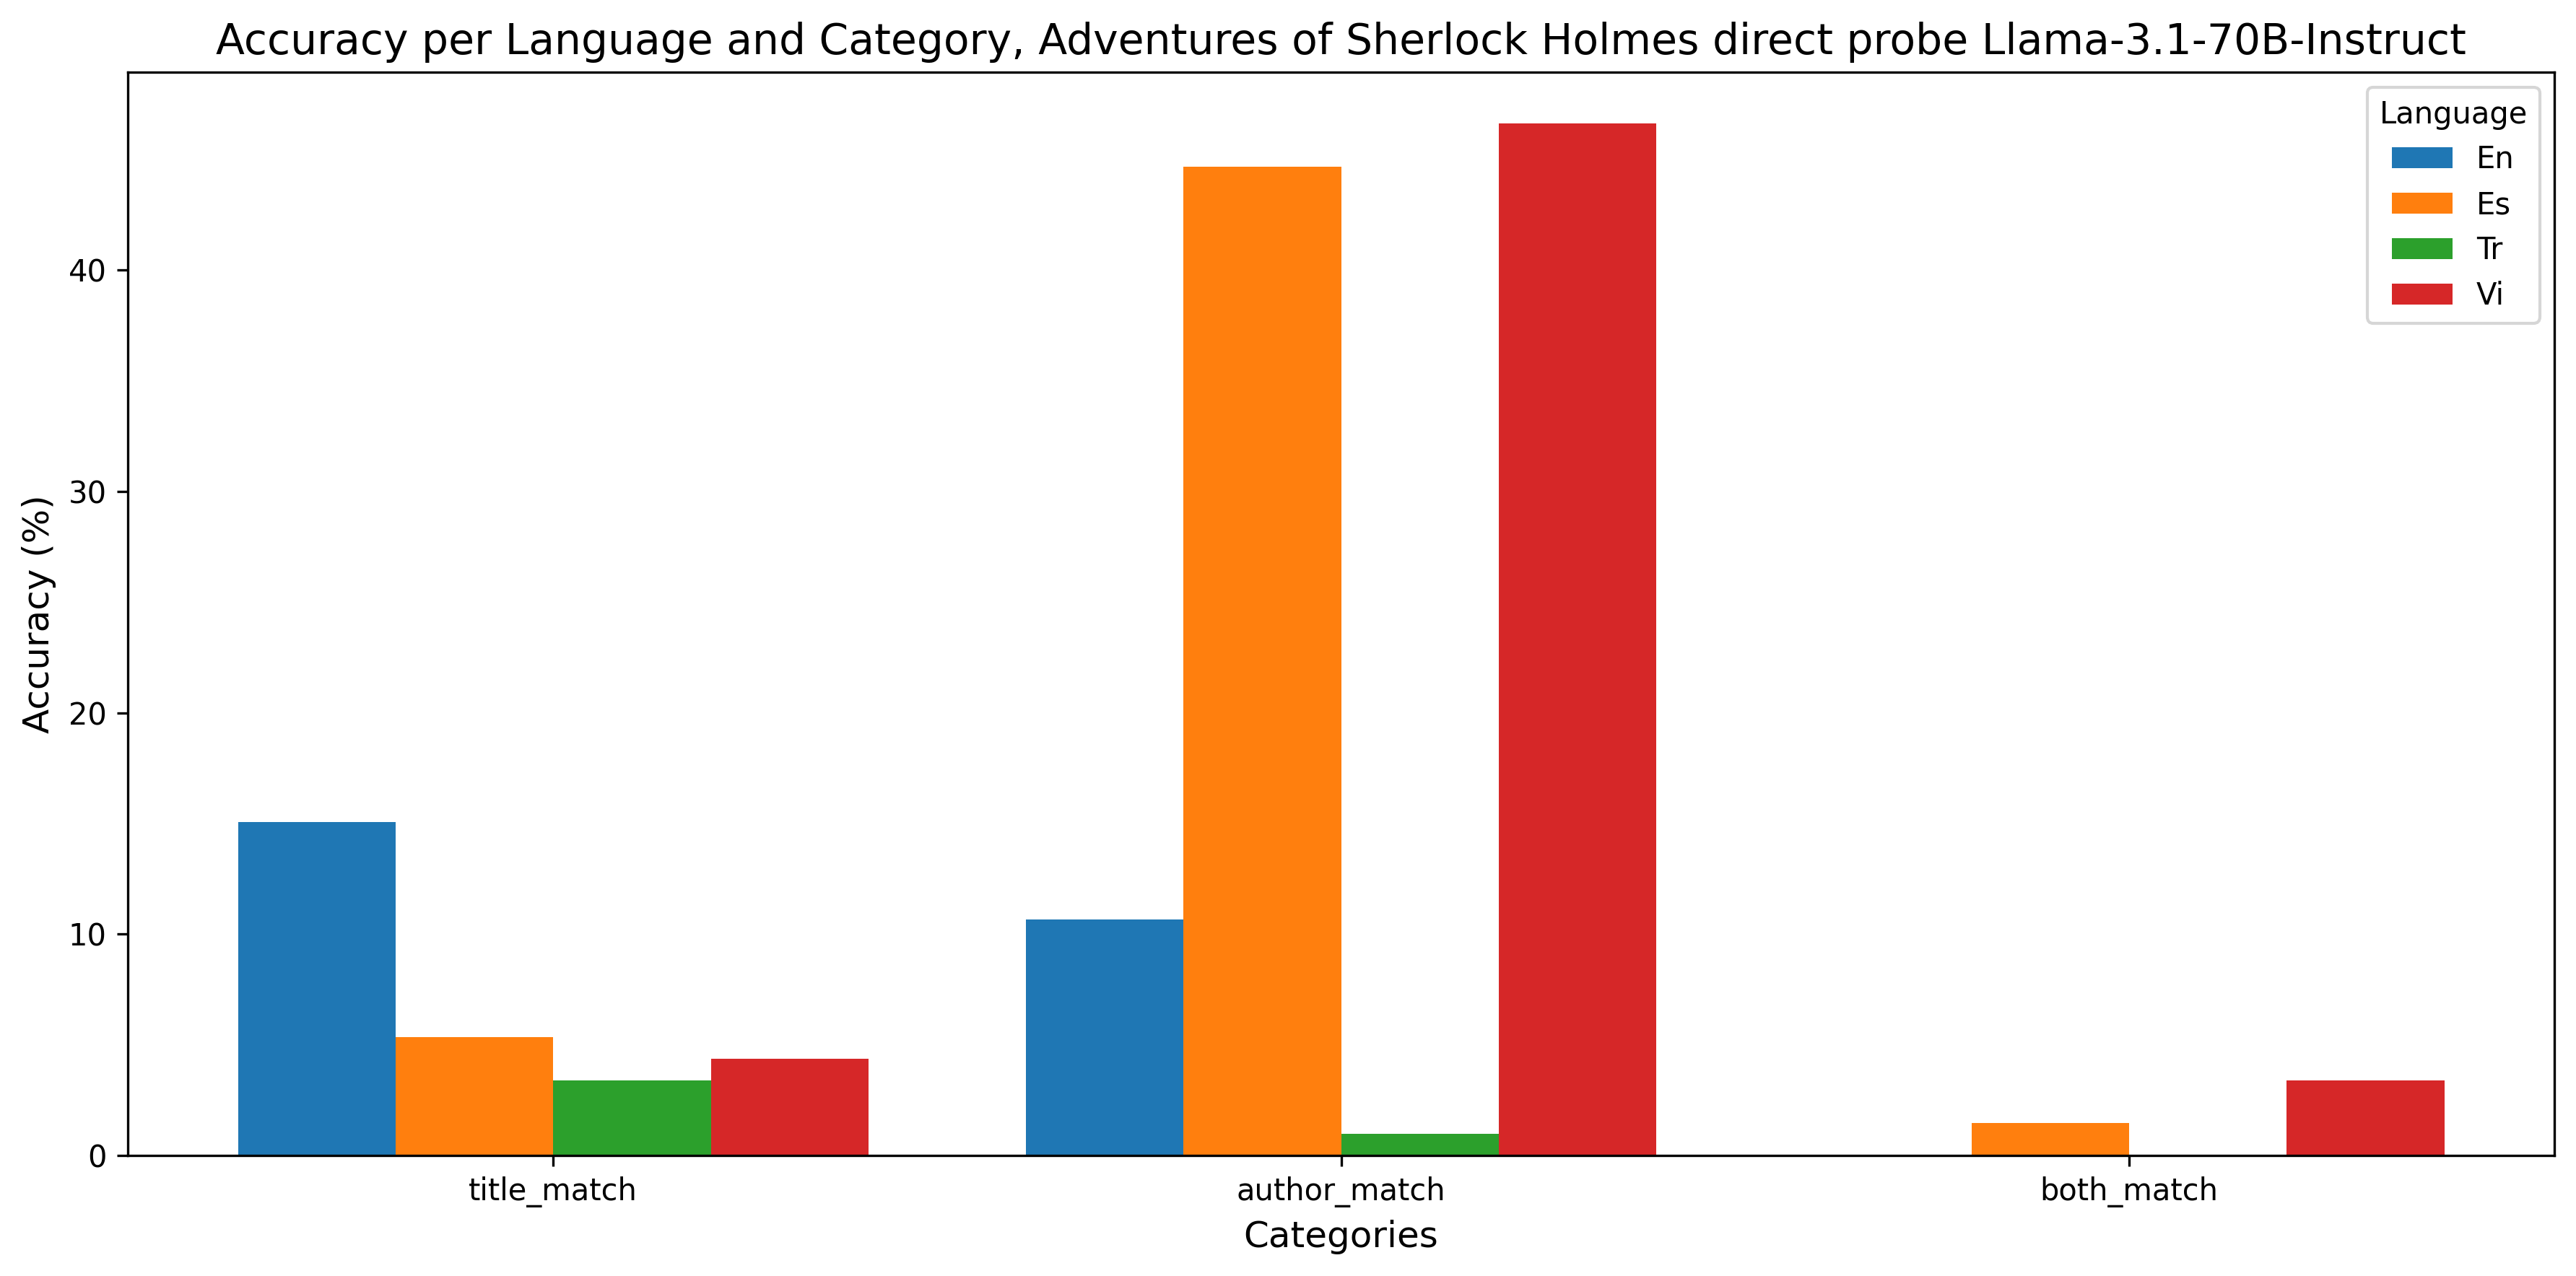 Accuracy per Language and Category, Adventures of Sherlock Holmes direct probe Llama-3.1-70B-Instruct
Language
En
Es
Tr
Vi
Accuracy (%)
40
30
20
10
0
title_match
author_match
both_match
Categories